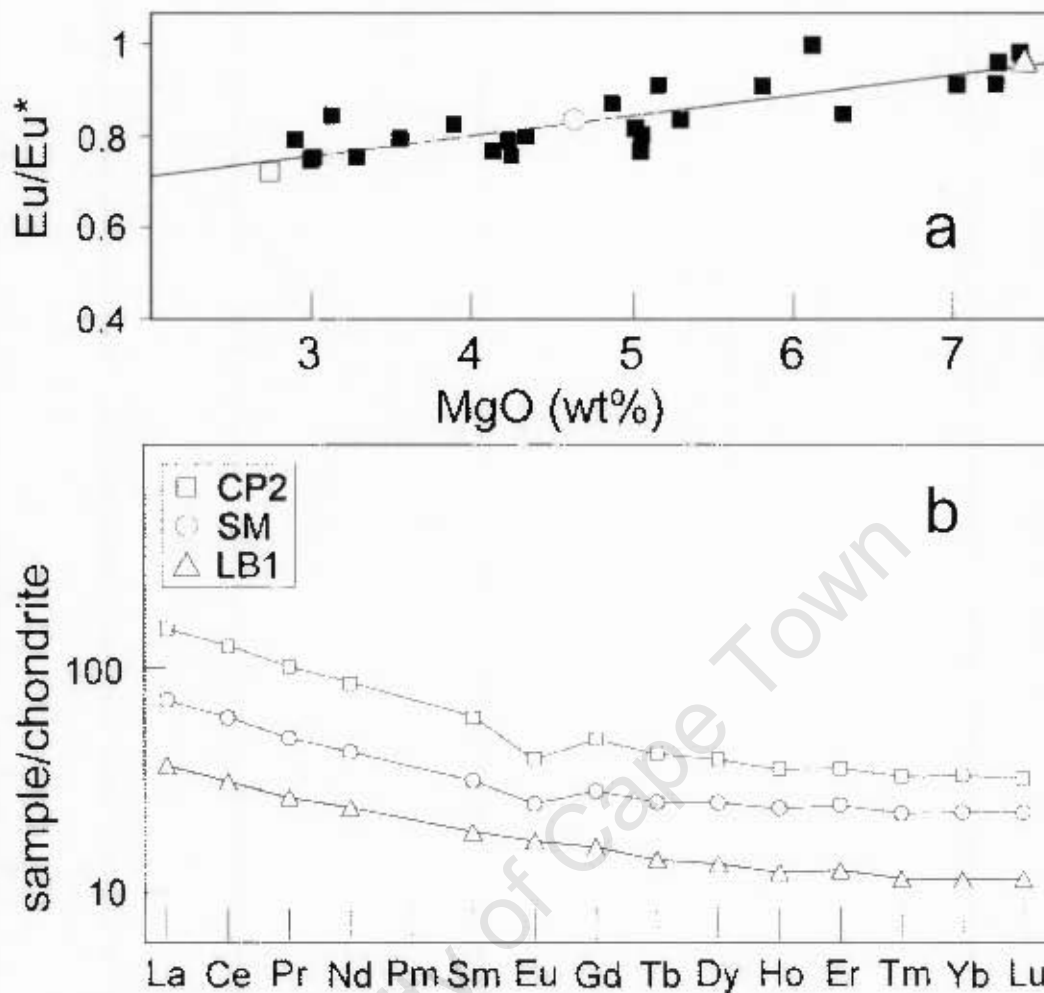 1
0.8
0.6
0.4
Eu/Eu*
a
3 4 5 6 7
MgO (wt%)
b
CP2
SM
LB1
100
10
sample/chondrite
La Ce Pr Nd Pm Sm Eu Gd Tb Dy Ho Er Tm Yb Lu
y of Cape Town